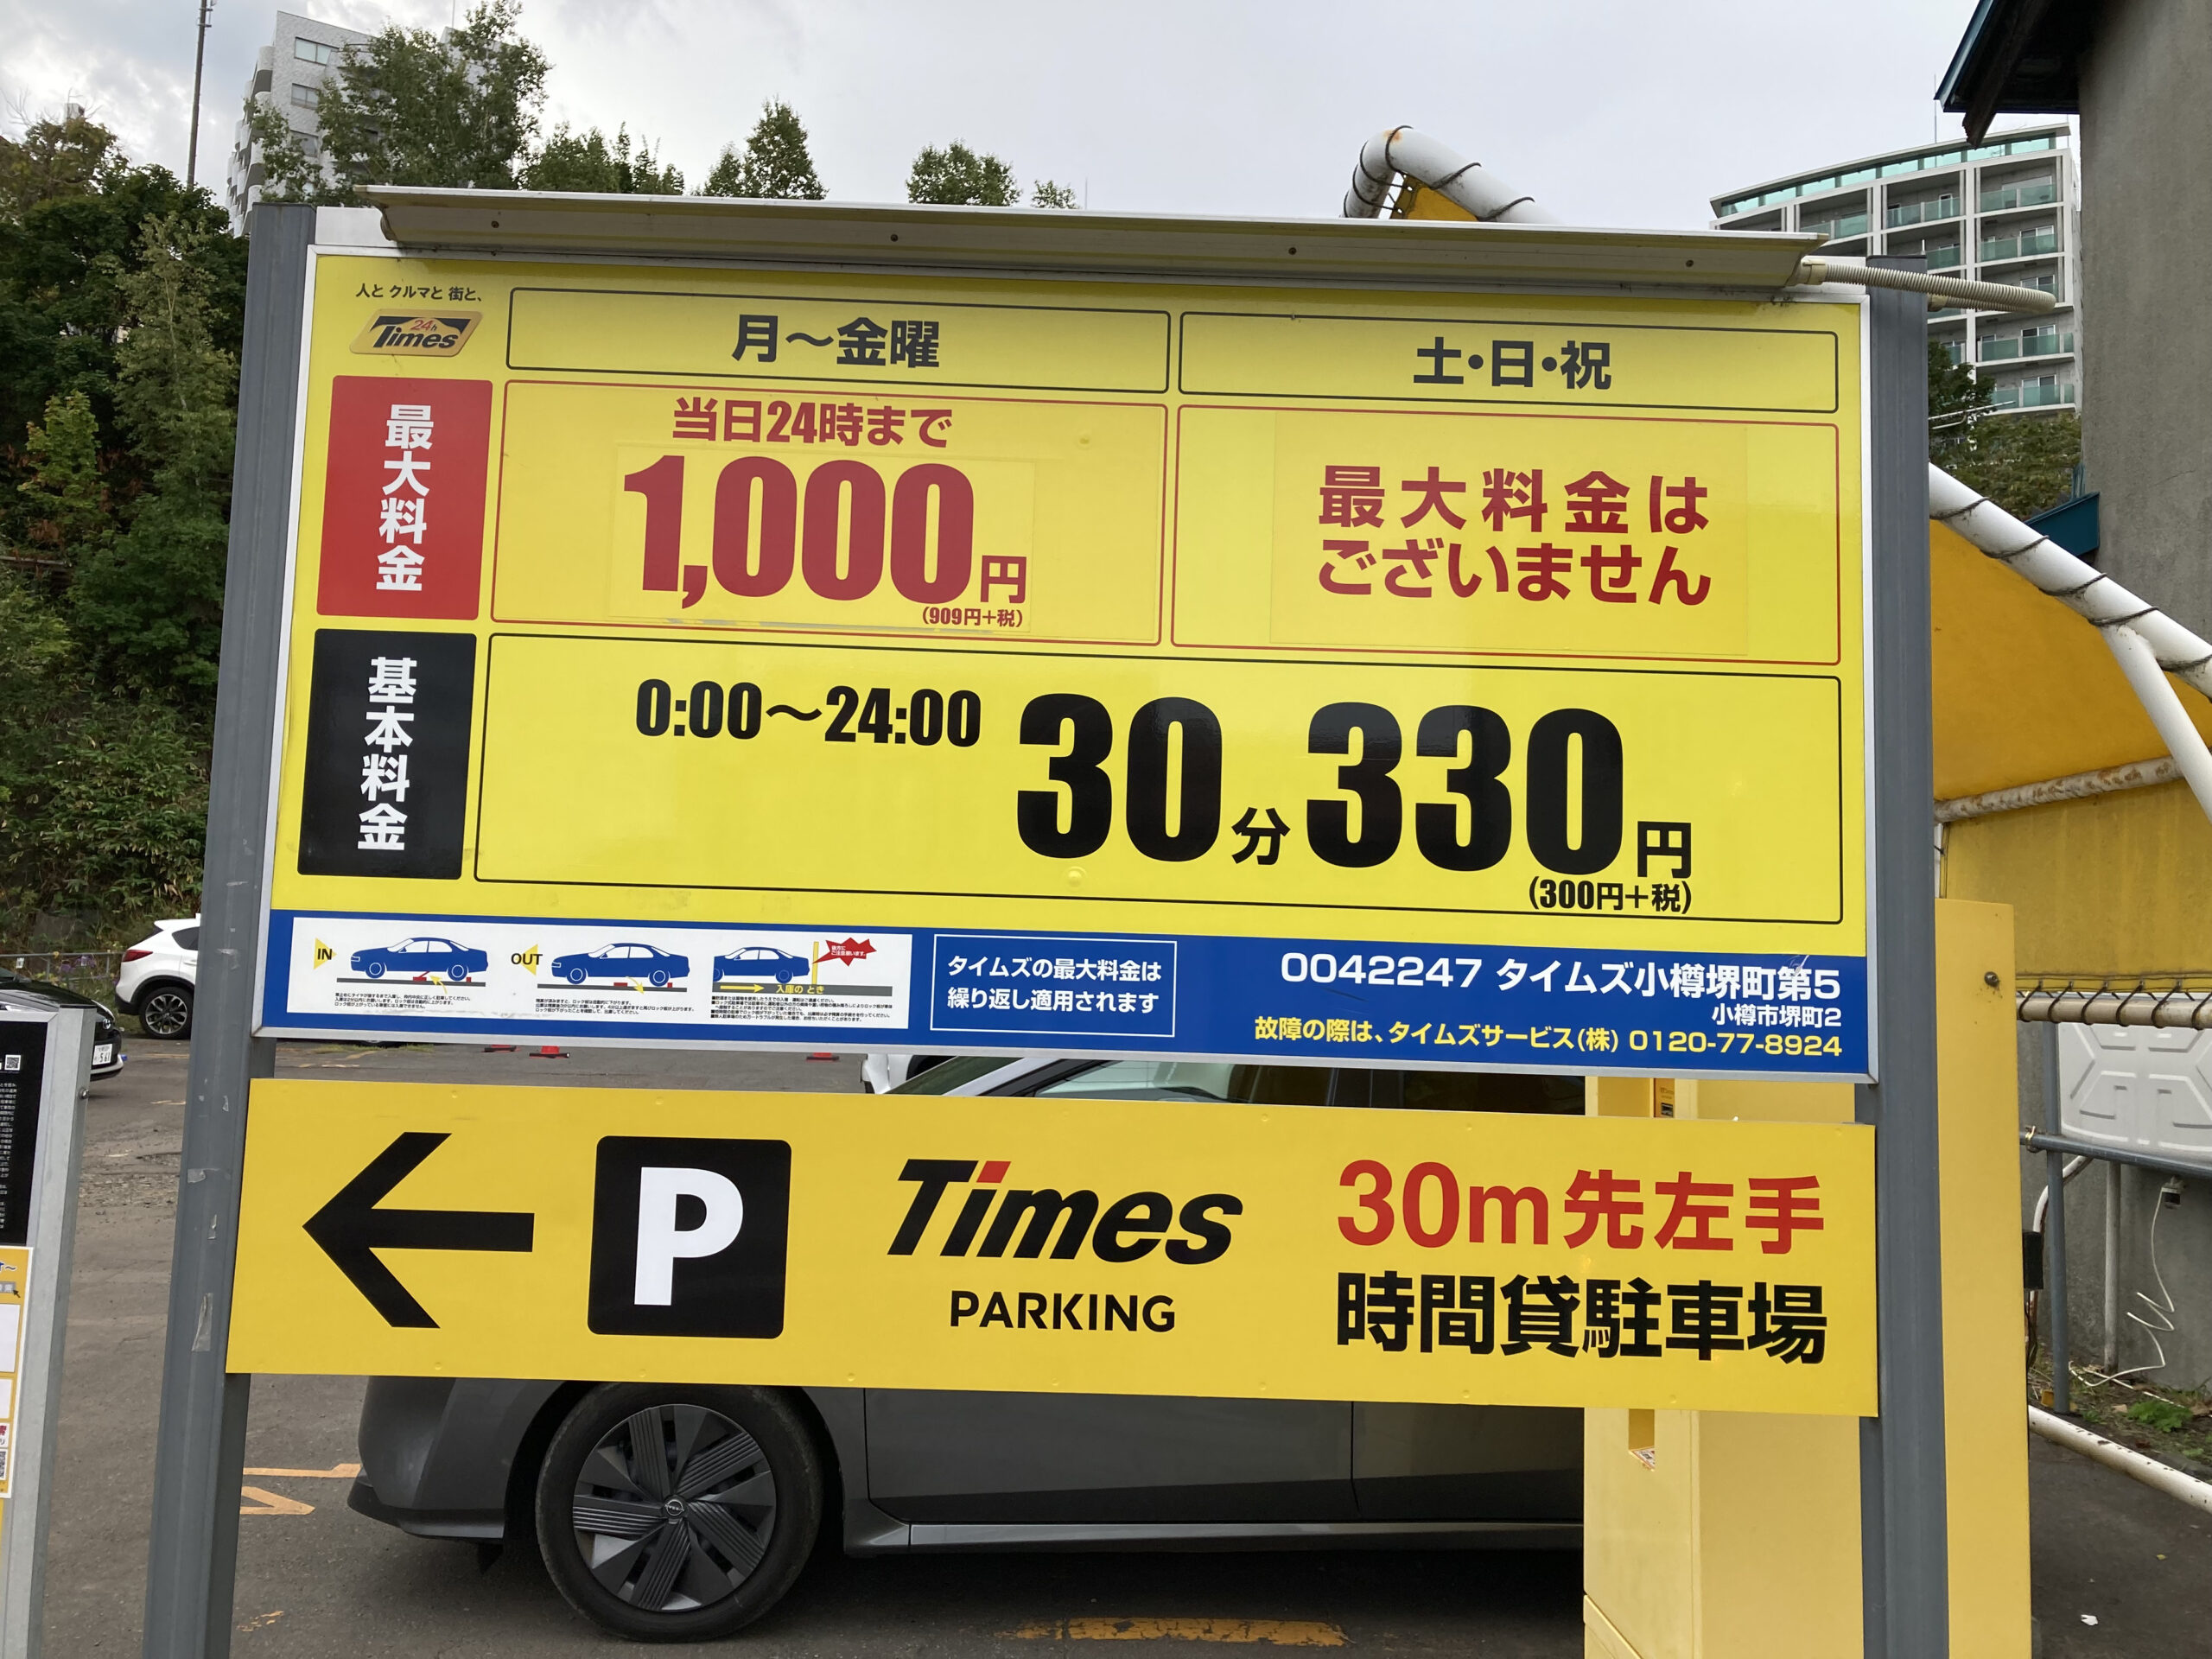 人と クルマと 街と、
24h
Times
月〜金曜
土・日・祝
最大料金
当日24時まで
1,000円
(909円+税)
最大料金は
ございません
基本料金
0:00〜24:00 30分330円
(300円+税)
IN
OUT
入庫のとき
タイムズの最大料金は
繰り返し適用されます
0042247 タイムズ小樽堺町第5
小樽市堺町2
故障の際は、タイムズサービス(株) 0120-77-8924
P
Times
PARKING
30m先左手
時間貸駐車場